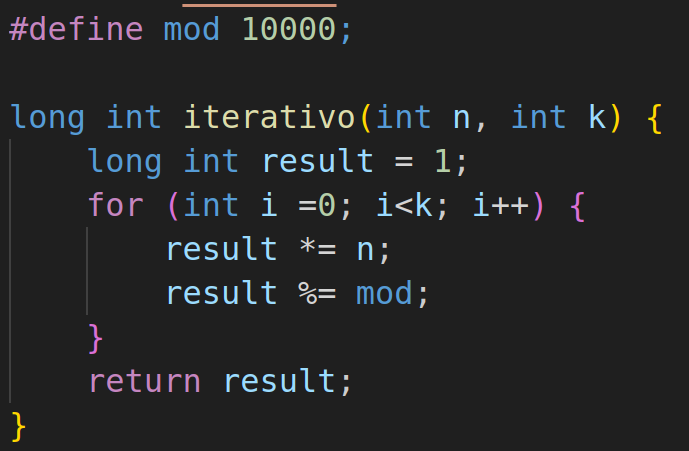 #define mod 10000;
long int iterativo(int n, int k) {
long int result = 1;
for (int i =0; i<k; i++) {
result *= n;
result %= mod;
}
return result;
}